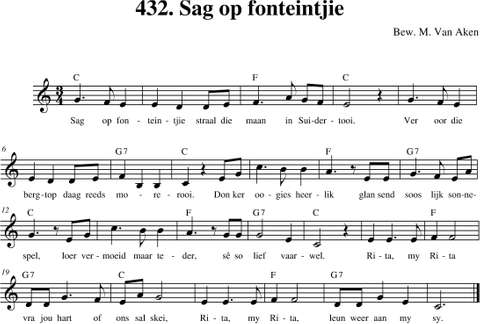 432. Sag op fonteintjie
Bew. M. Van Aken
C F C
3 4
Sag op fon - tein - tjie straal die maan in Sui - der - tooi. Ver oor die
6 G7 C F G7
berg - top daag reeds mo - re - rooi. Don ker oo - gies heer - lik glan send soos lijk son - ne -
12 C F G7 C F
spel, loer ver - moeid maar te - der, sê so lief vaar - wel. Ri - ta, my Ri - ta
19 G7 C G F G7 C
vra jou hart of ons sal skei, Ri - ta, my Ri - ta, leun weer aan my sy.